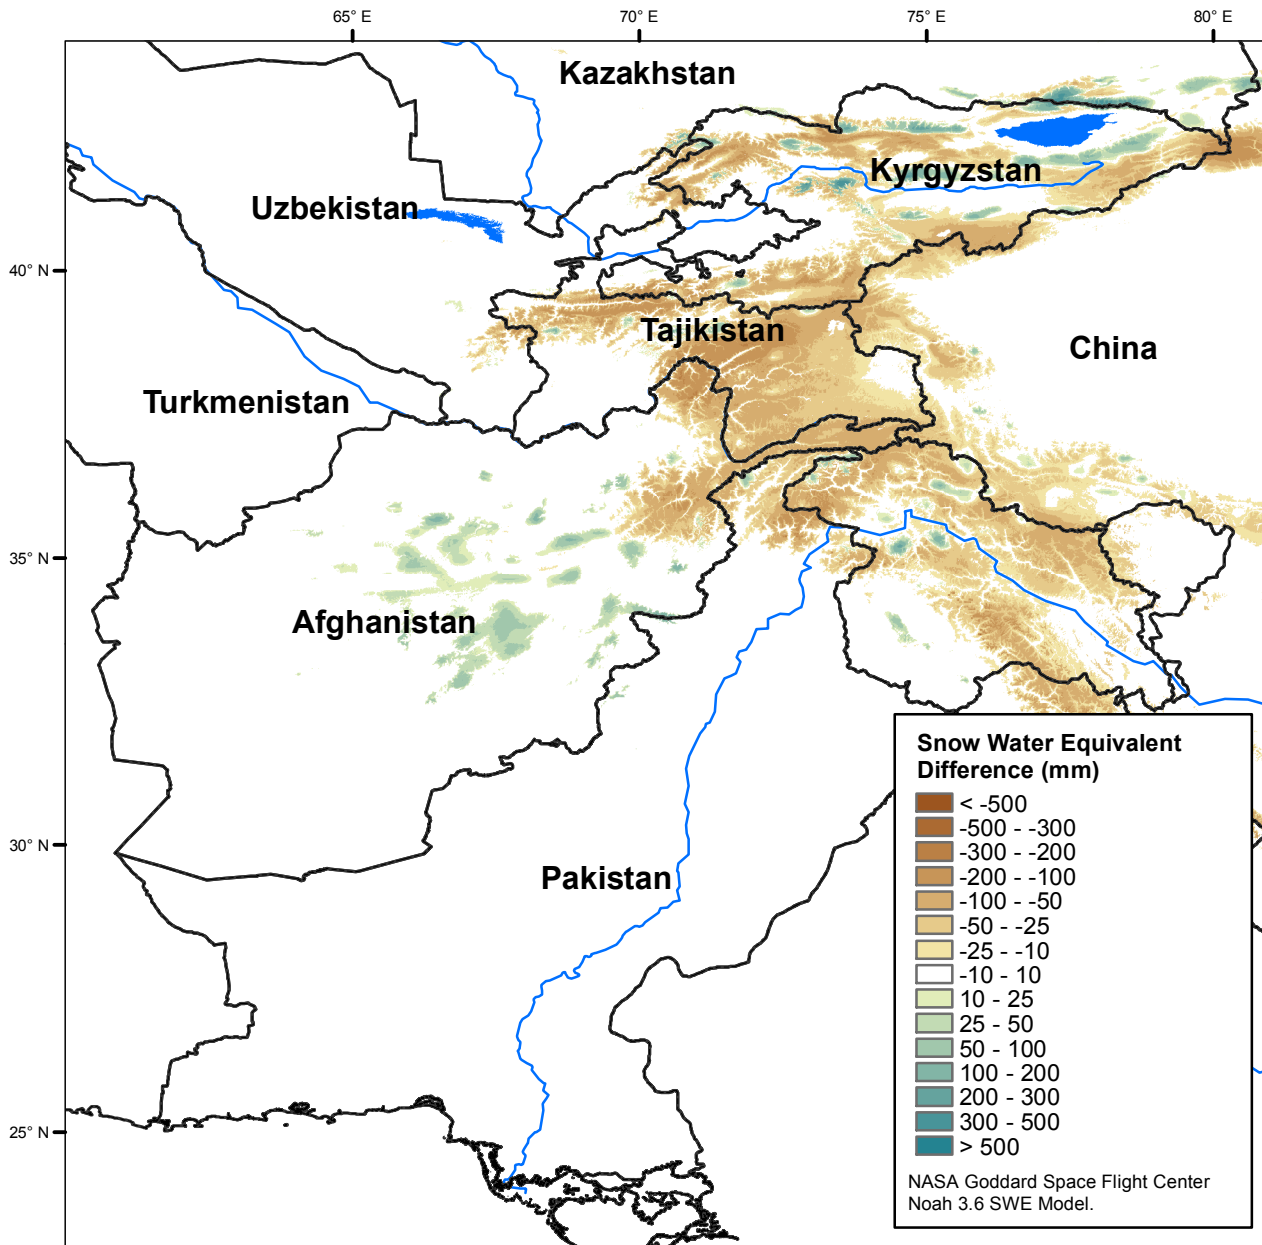 65° E
70° E
75° E
80° E
Kazakhstan
Kyrgyzstan
Uzbekistan
40° N
Tajikistan
China
Turkmenistan
35° N
Afghanistan
30° N
Pakistan
25° N
Snow Water Equivalent
Difference (mm)
< -500
-500 - -300
-300 - -200
-200 - -100
-100 - -50
-50 - -25
-25 - -10
-10 - 10
10 - 25
25 - 50
50 - 100
100 - 200
200 - 300
300 - 500
> 500
NASA Goddard Space Flight Center
Noah 3.6 SWE Model.